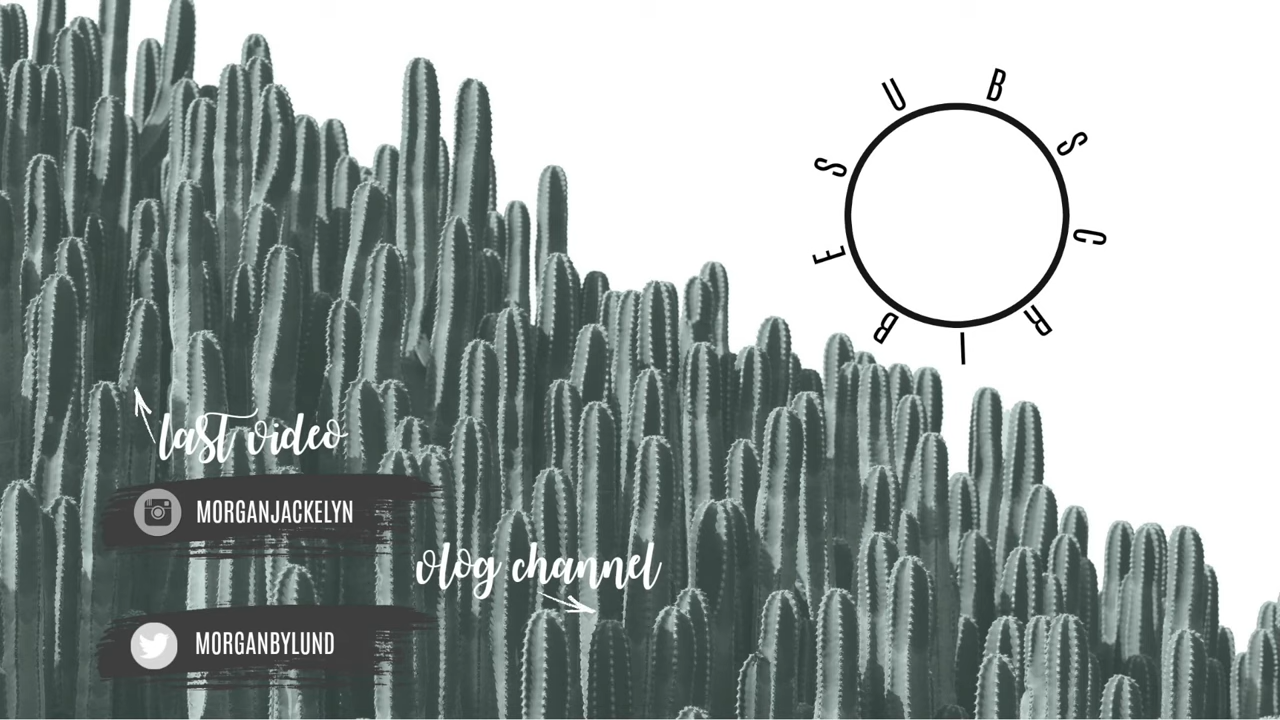 SUBSCRIBE
last video
MORGANJACKELYN
vlog channel
MORGANBYLUND